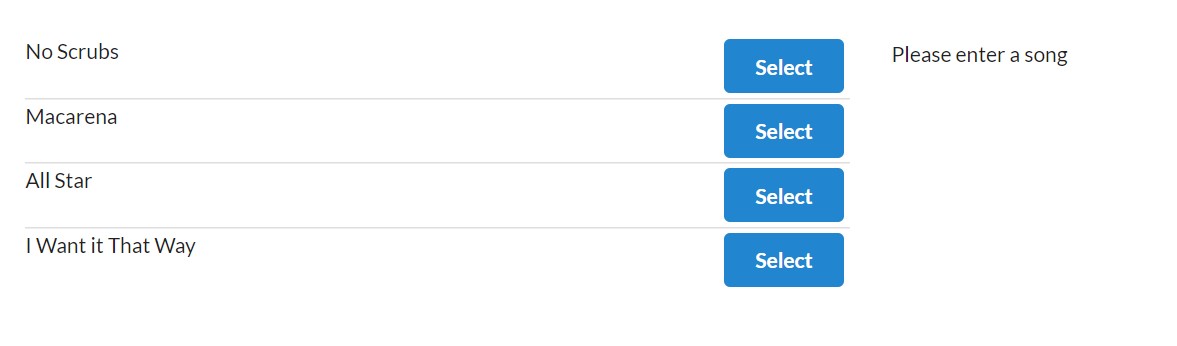 No Scrubs
Select
Please enter a song
Macarena
Select
All Star
Select
I Want it That Way
Select